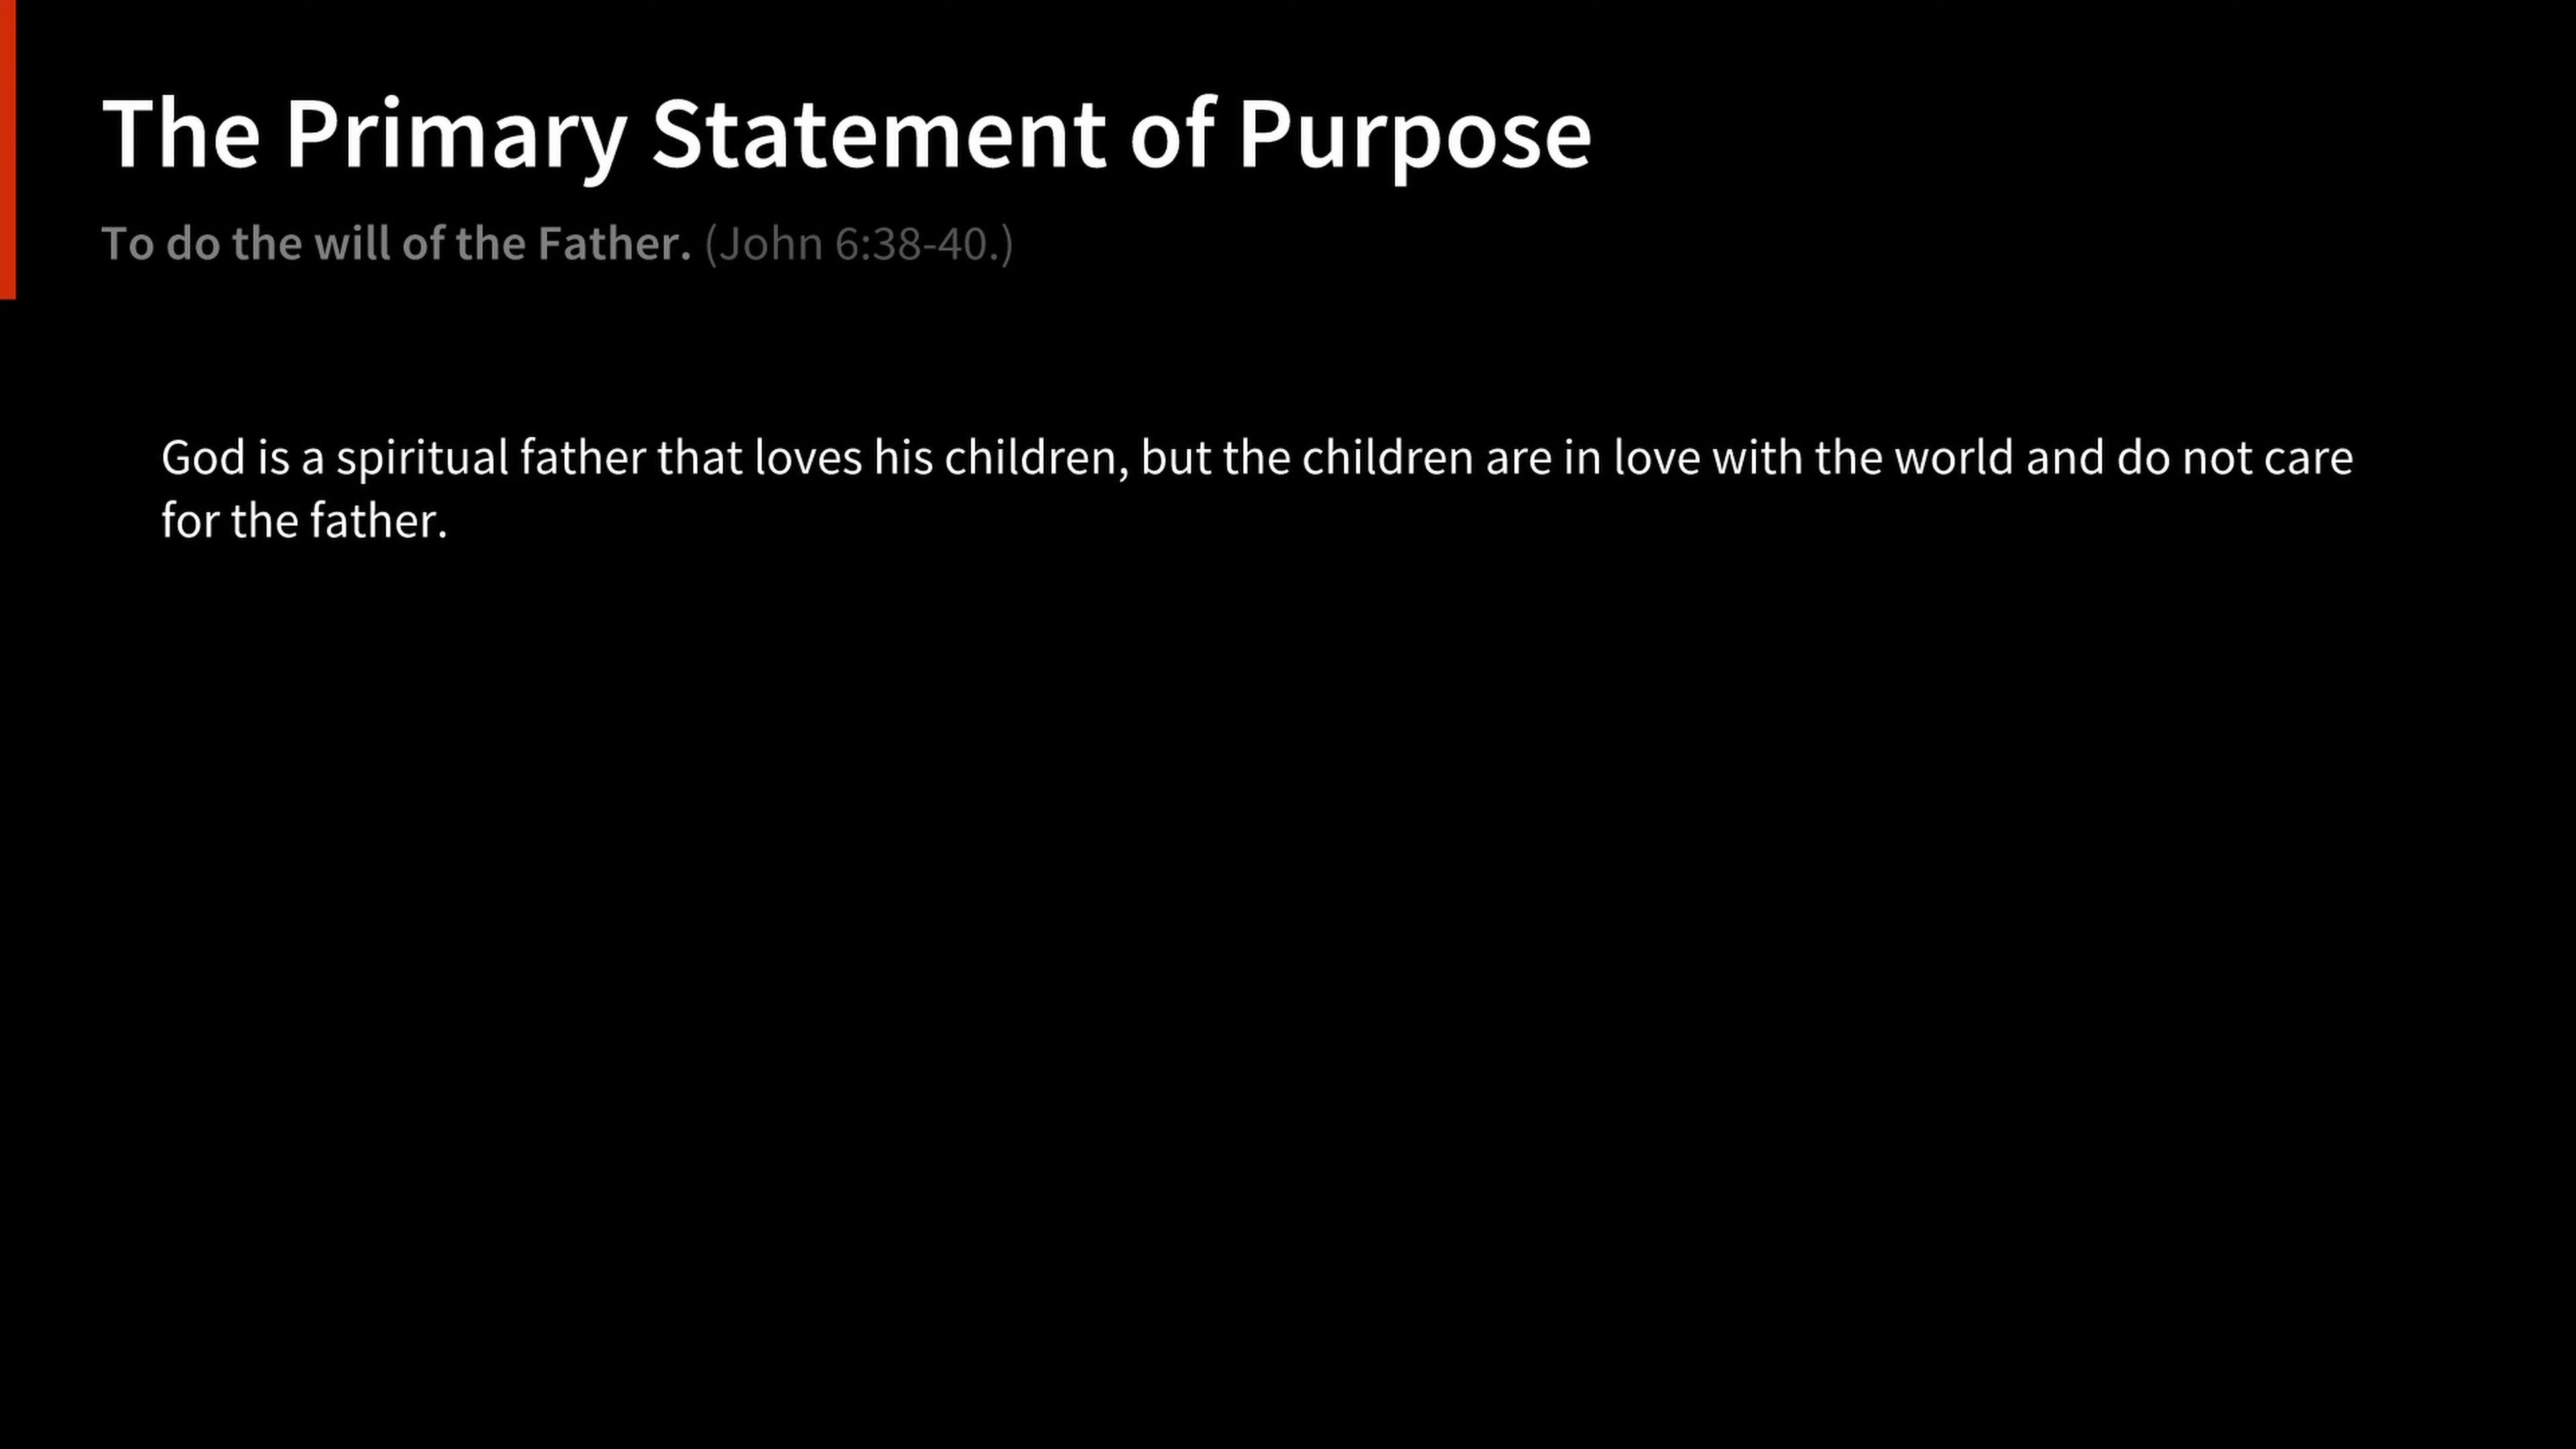 The Primary Statement of Purpose
To do the will of the Father. (John 6:38-40.)
God is a spiritual father that loves his children, but the children are in love with the world and do not care
for the father.